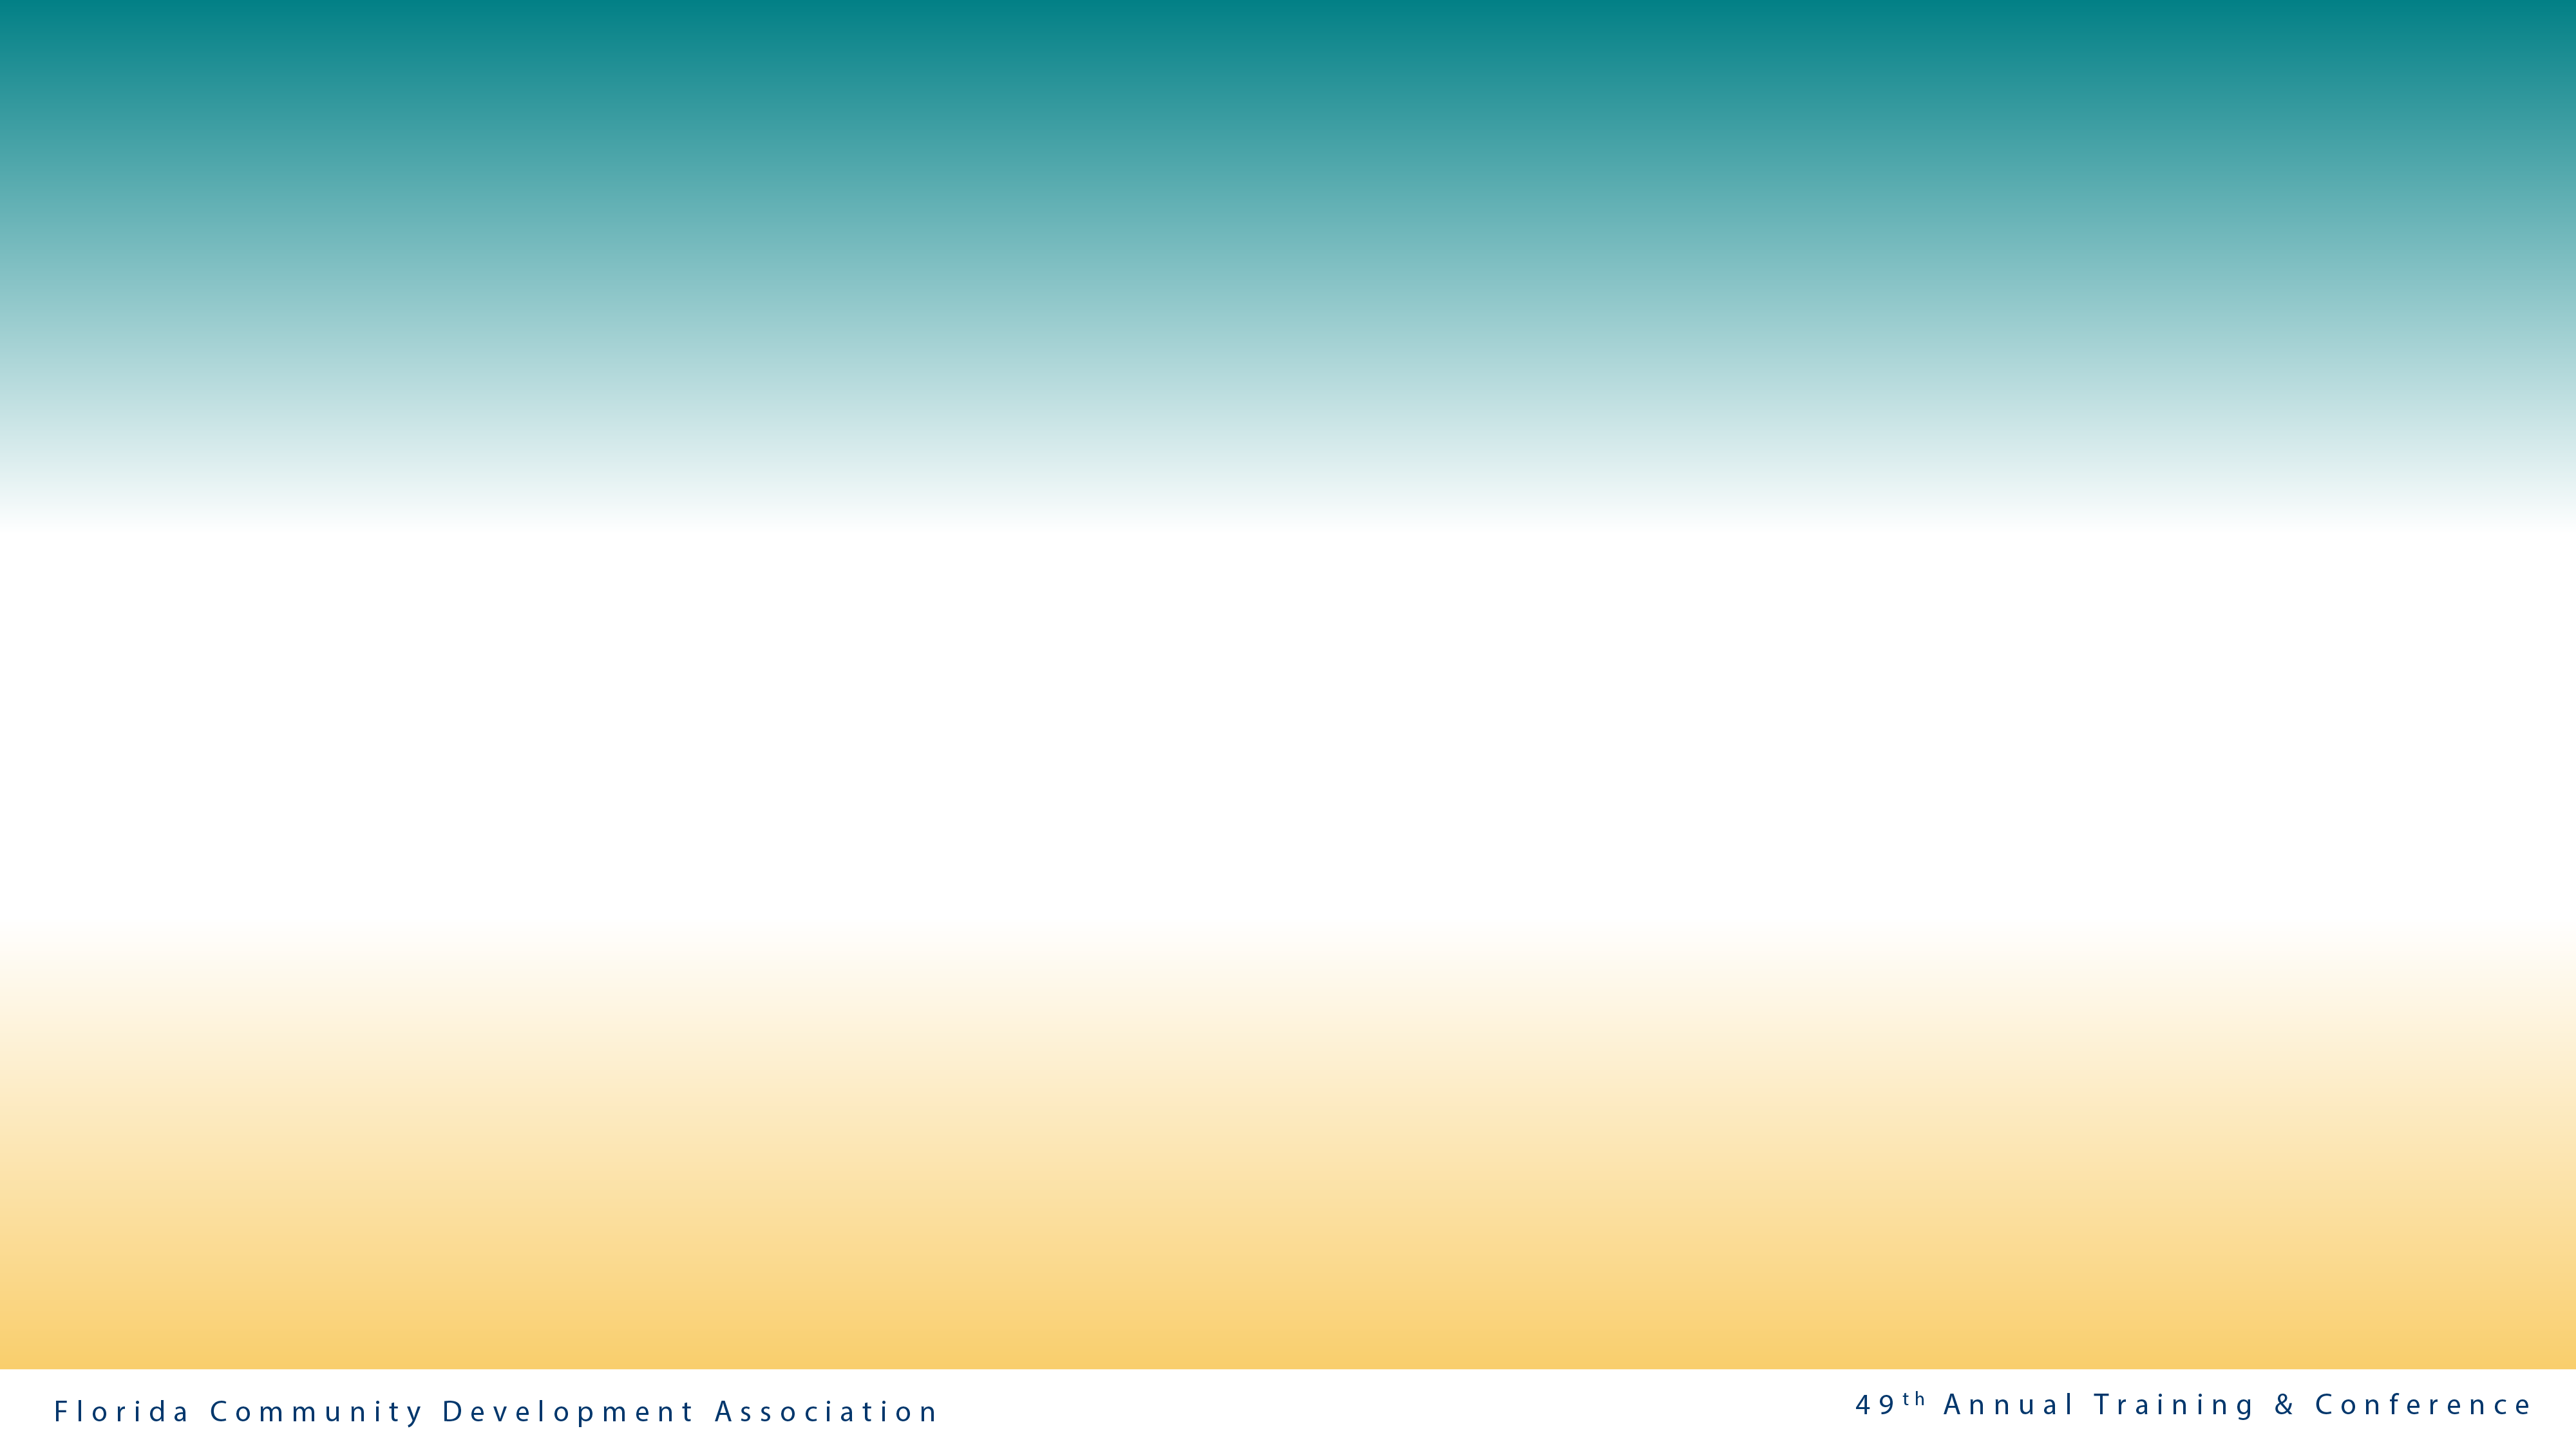 Florida Community Development Association
49th Annual Training & Conference